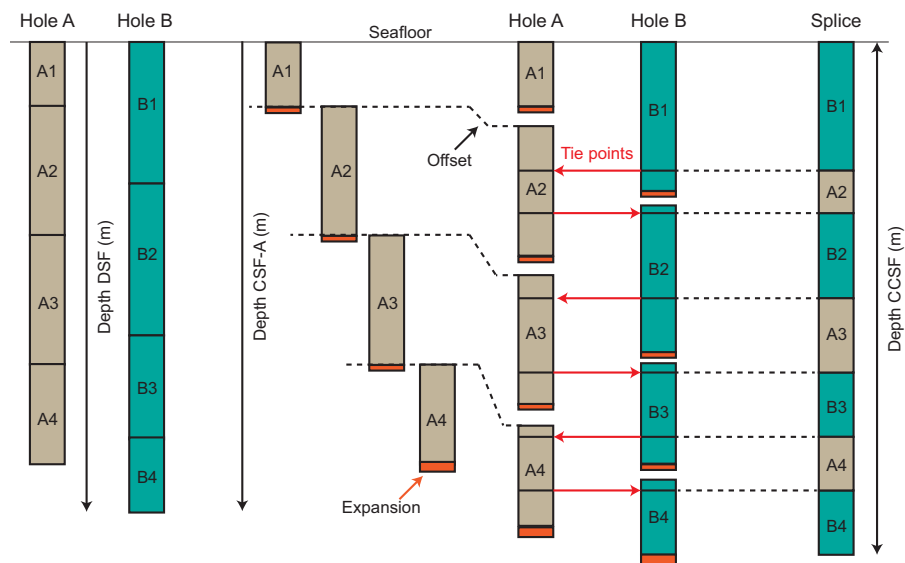 Hole A
Hole B
Seafloor
Hole A
Hole B
Splice
A1
A2
A3
A4
Depth DSF (m)
B1
B2
B3
B4
Depth CSF-A (m)
A1
A2
A3
A4
Expansion
Offset
A1
A2
A3
A4
Tie points
B1
B2
B3
B4
B1
A2
B2
A3
B3
A4
B4
Depth CCSF (m)